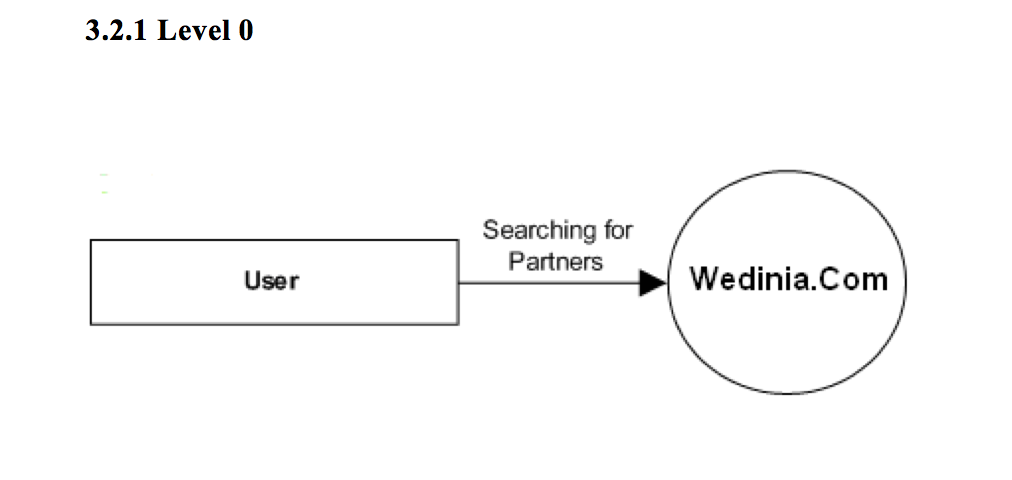 3.2.1 Level 0
Searching for
Partners
User
Wedinia.Com